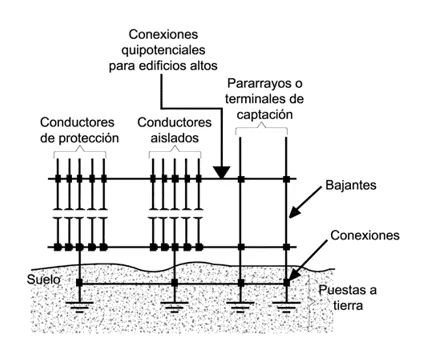 Conexiones
quipotenciales
para edificios altos
Pararrayos o
terminales de
captación
Conductores
de protección
Conductores
aislados
Bajantes
Conexiones
Suelo
Puestas a
tierra